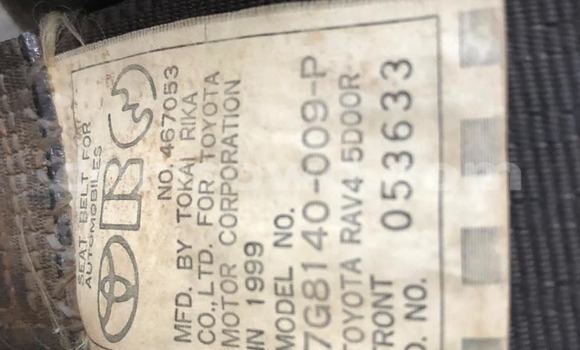 SEAT BELT FOR
AUTOMOBILES
NO. 467053
MFD. BY TOKAI RIKA
CO.,LTD. FOR TOYOTA
MOTOR CORPORATION
IN 1999
MODEL NO.
7G8140-009-P
TOYOTA RAV4 5DOOR
FRONT 053633
D. NO.